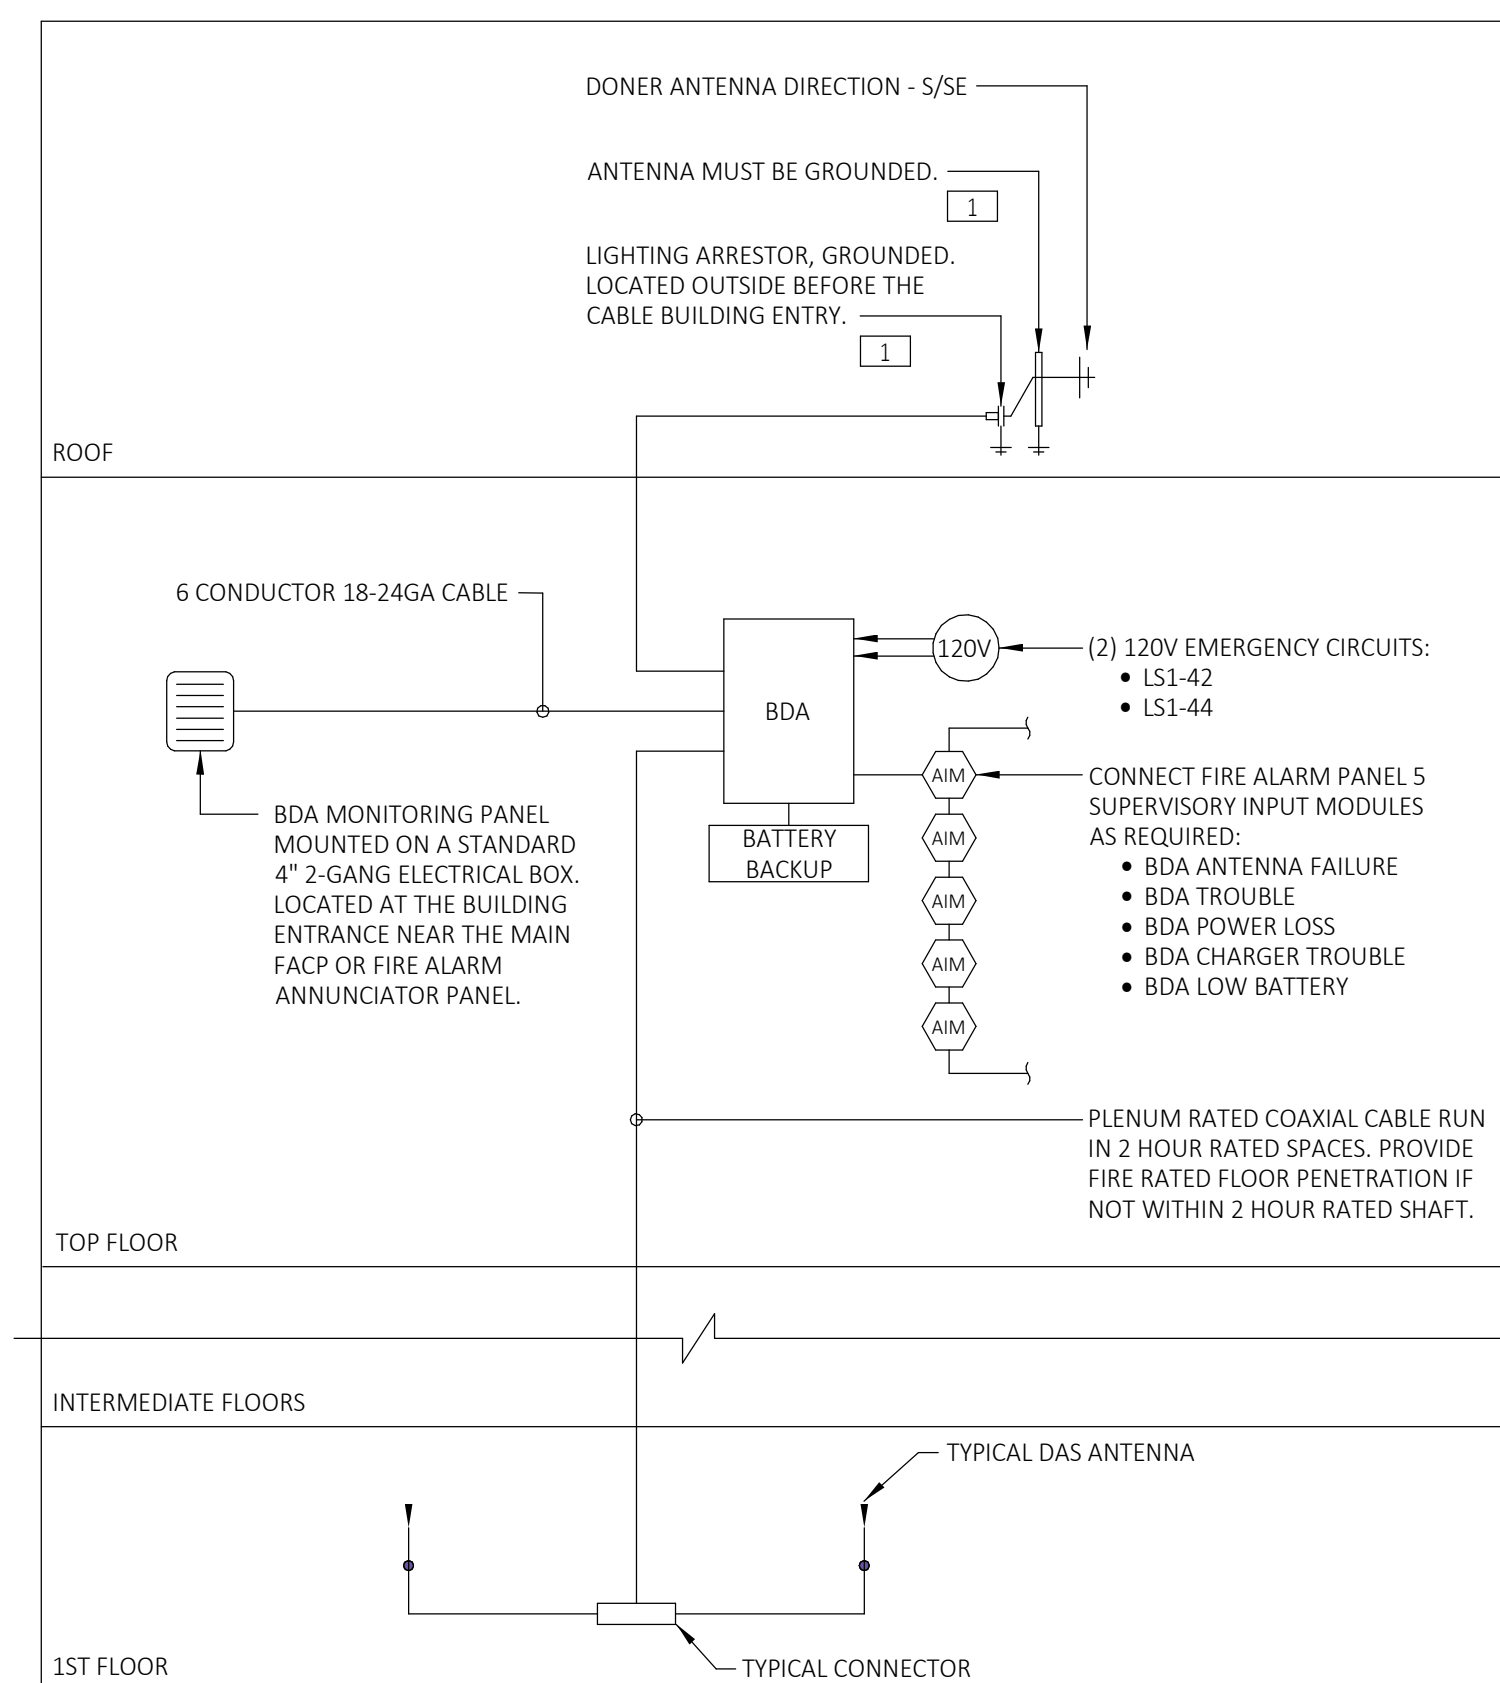 DONER ANTENNA DIRECTION - S/SE
ANTENNA MUST BE GROUNDED.
1
LIGHTING ARRESTOR, GROUNDED.
LOCATED OUTSIDE BEFORE THE
CABLE BUILDING ENTRY.
1
ROOF
6 CONDUCTOR 18-24GA CABLE
120V
(2) 120V EMERGENCY CIRCUITS:
• LS1-42
• LS1-44
BDA
BATTERY
BACKUP
AIM
AIM
AIM
AIM
AIM
CONNECT FIRE ALARM PANEL 5
SUPERVISORY INPUT MODULES
AS REQUIRED:
• BDA ANTENNA FAILURE
• BDA TROUBLE
• BDA POWER LOSS
• BDA CHARGER TROUBLE
• BDA LOW BATTERY
BDA MONITORING PANEL
MOUNTED ON A STANDARD
4" 2-GANG ELECTRICAL BOX.
LOCATED AT THE BUILDING
ENTRANCE NEAR THE MAIN
FACP OR FIRE ALARM
ANNUNCIATOR PANEL.
PLENUM RATED COAXIAL CABLE RUN
IN 2 HOUR RATED SPACES. PROVIDE
FIRE RATED FLOOR PENETRATION IF
NOT WITHIN 2 HOUR RATED SHAFT.
TOP FLOOR
INTERMEDIATE FLOORS
TYPICAL DAS ANTENNA
1ST FLOOR
TYPICAL CONNECTOR